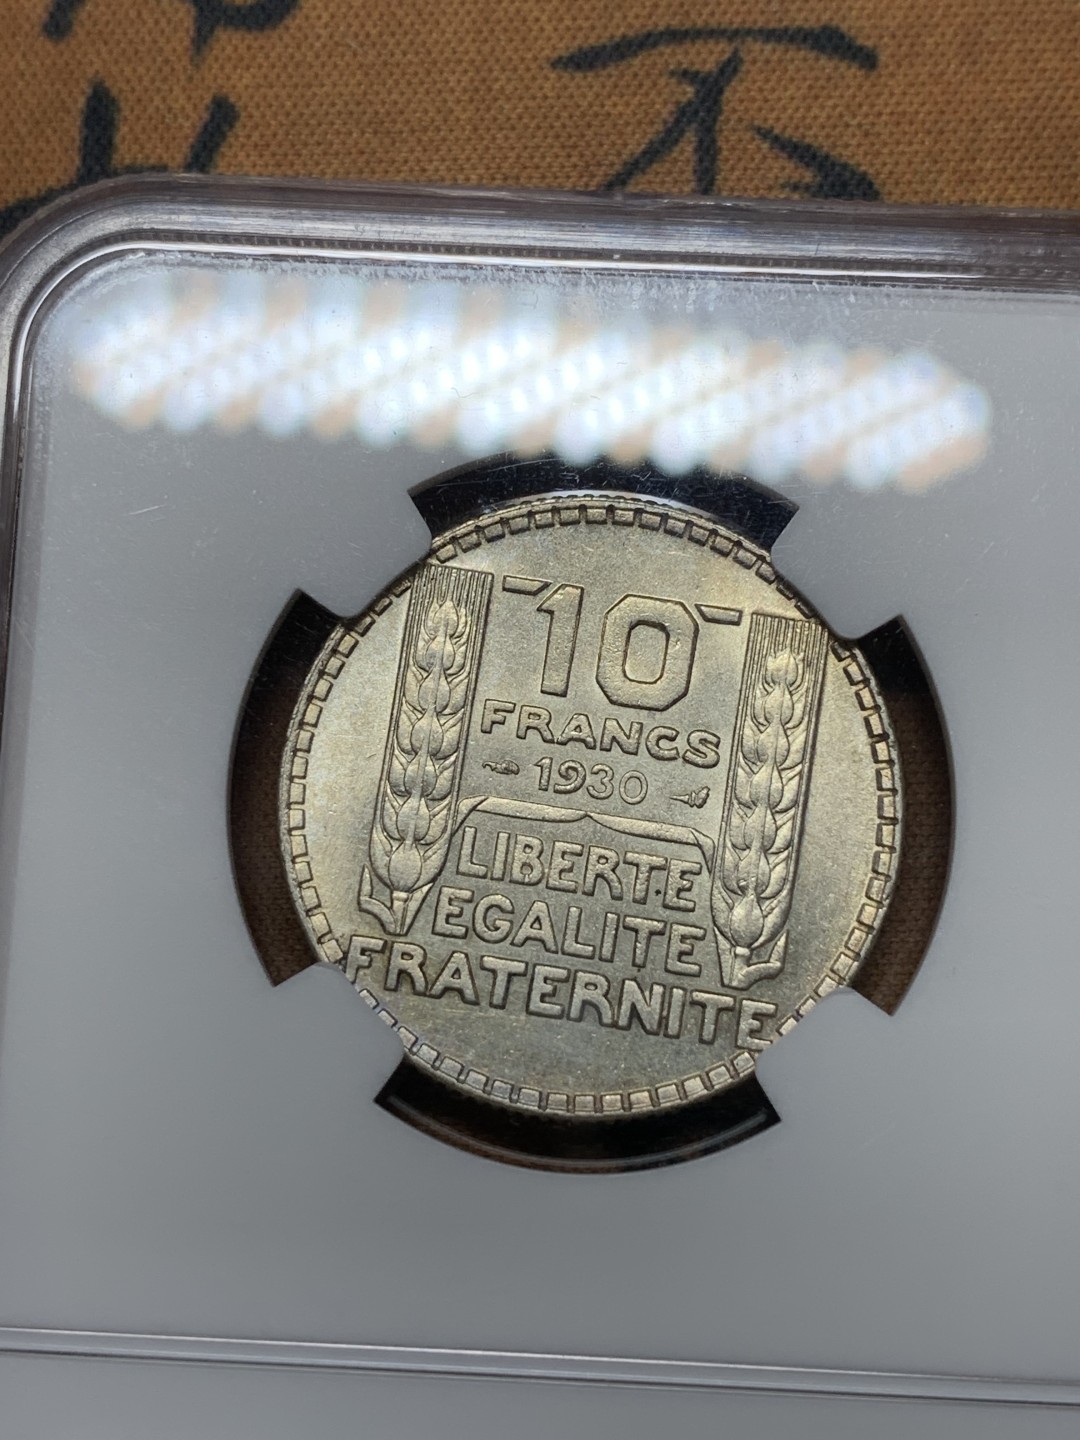 10
FRANCS
1930
LIBERTE
EGALITE
FRATERNITE